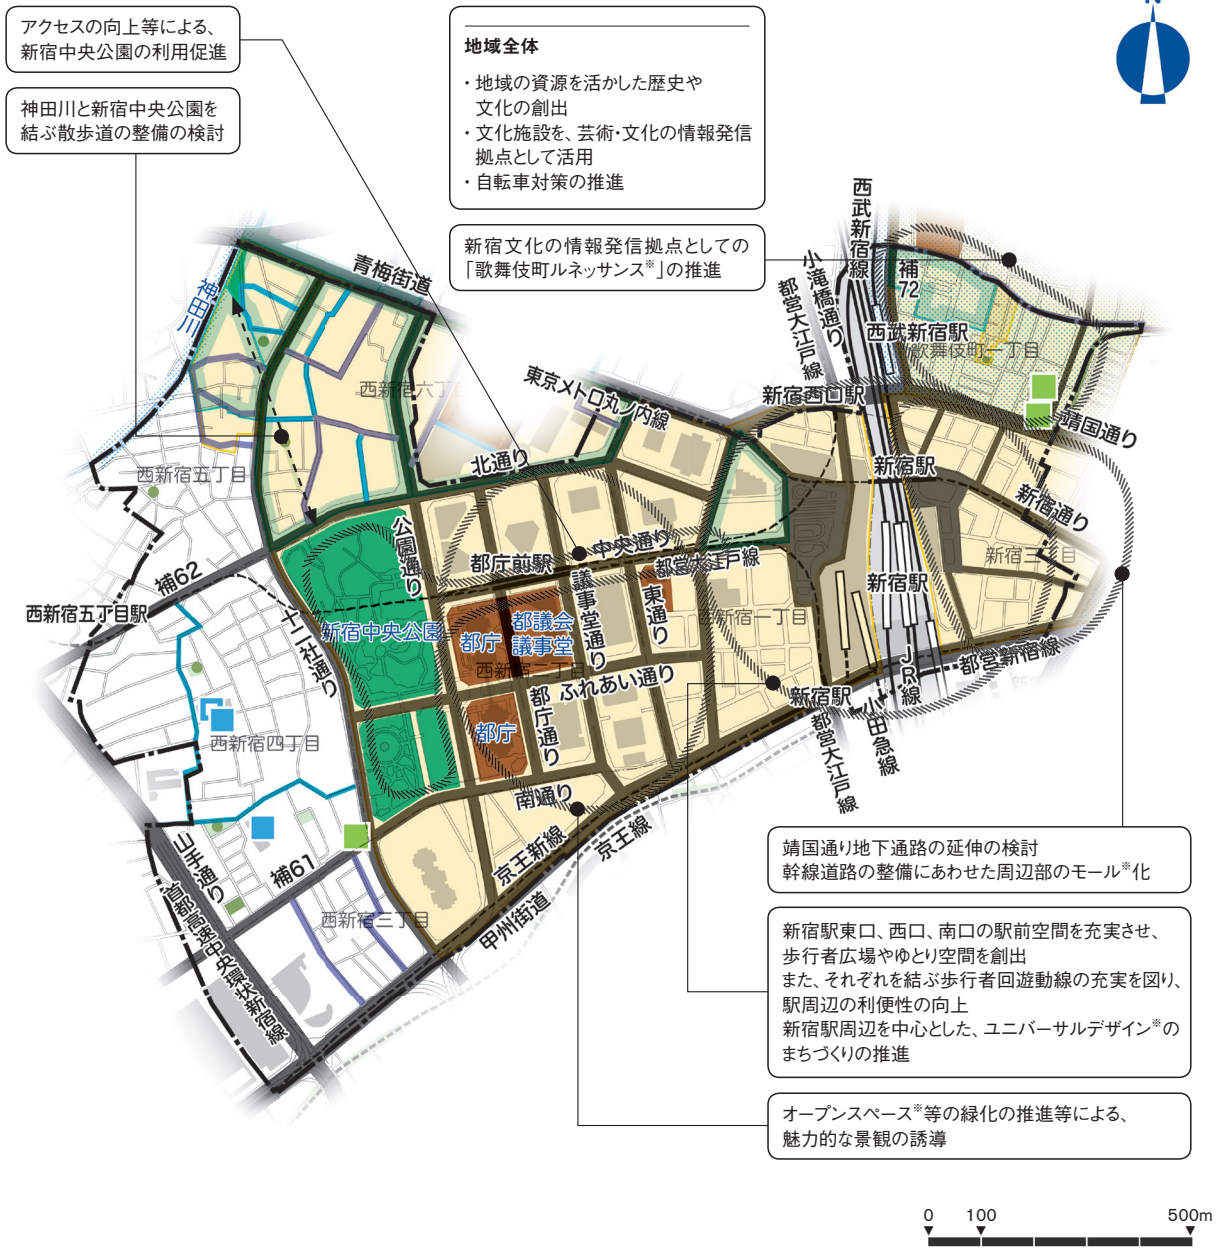 アクセスの向上等による、
新宿中央公園の利用促進
神田川と新宿中央公園を
結ぶ散歩道の整備の検討
地域全体
・地域の資源を活かした歴史や
文化の創出
・文化施設を、芸術・文化の情報発信
拠点として活用
・自転車対策の推進
新宿文化の情報発信拠点としての
「歌舞伎町ルネッサンス※」の推進
N
西武新宿線
小滝橋通り
都営大江戸線
補72
西武新宿駅
歌舞伎町一丁目
青梅街道
神田川
西新宿六丁目
東京メトロ丸ノ内線
新宿西口駅
靖国通り
北通り
新宿駅
新宿通り
西新宿五丁目
公園通り
中央通り
都庁前駅
都営大江戸線
新宿三丁目
補62
新宿駅
西新宿五丁目駅
十二社通り
新宿中央公園
都庁
都議会
議事堂
議事堂通り
東通り
西新宿一丁目
西新宿二丁目
ふれあい通り
都営新宿線
JR線
新宿駅
都庁
都庁通り
小田急線
都営大江戸線
西新宿四丁目
南通り
京王新線
京王線
山手通り
補61
首都高速中央環状新宿線
西新宿三丁目
甲州街道
靖国通り地下通路の延伸の検討
幹線道路の整備にあわせた周辺部のモール※化
新宿駅東口、西口、南口の駅前空間を充実させ、
歩行者広場やゆとり空間を創出
また、それぞれを結ぶ歩行者回遊動線の充実を図り、
駅周辺の利便性の向上
新宿駅周辺を中心とした、ユニバーサルデザイン※の
まちづくりの推進
オープンスペース※等の緑化の推進等による、
魅力的な景観の誘導
0 100 500m